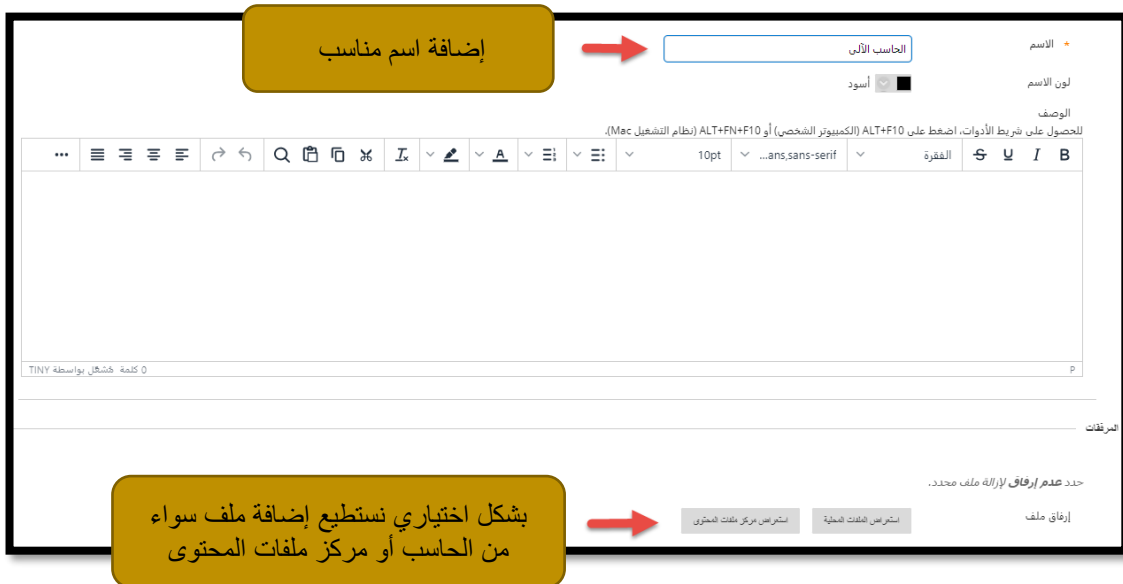 إضافة اسم مناسب
* الاسم
الحاسب الآلي
لون الاسم
أسود
الوصف
للحصول على شريط الأدوات، اضغط على ALT+F10 (الكمبيوتر الشخصي) أو ALT+FN+F10 (نظام التشغيل Mac).
B I U S الفقرة ...ans,sans-serif 10pt
P
0 كلمة مُشغّل بواسطة TINY
المرفقات
حدد عدم إرفاق لإزالة ملف محدد.
إرفاق ملف
استعراض الملفات المحلية
استعراض مركز ملفات المحتوى
بشكل اختياري نستطيع إضافة ملف سواء
من الحاسب أو مركز ملفات المحتوى